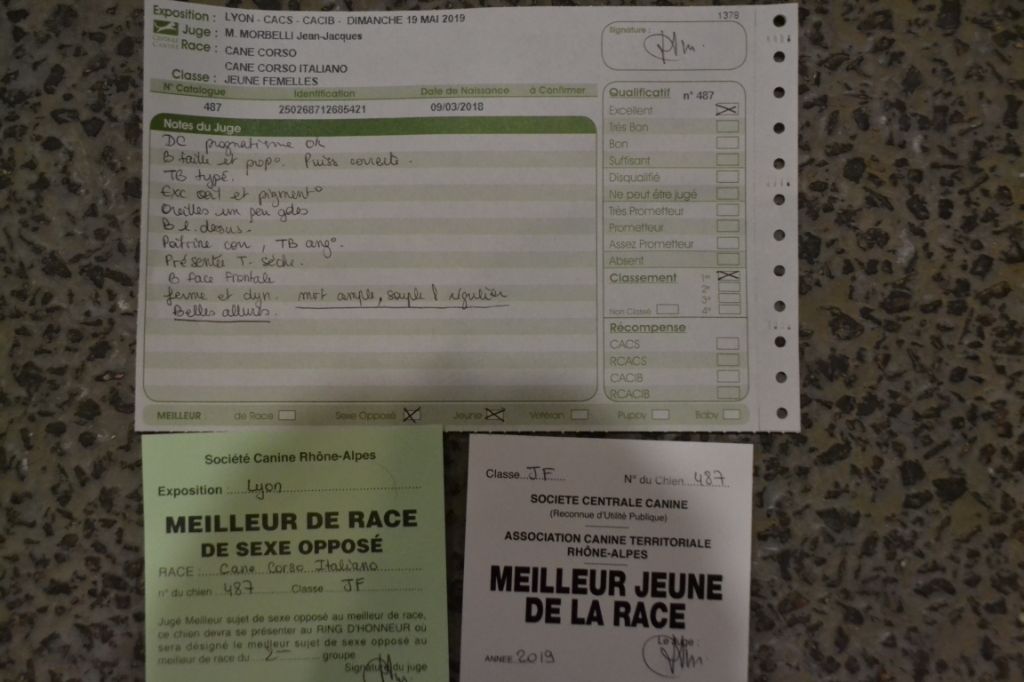 Exposition : LYON - CACS - CACIB - DIMANCHE 19 MAI 2019
Juge : M. MORBELLI Jean-Jacques
Race : CANE CORSO
CANE CORSO ITALIANO
Classe : JEUNE FEMELLES
1378
Signature :
N° Catalogue Identification Date de Naissance à Confirmer
487 250268712685421 09/03/2018
Notes du Juge
DC prognatisme ok
B taille et prop°. Puiss correcte.
TB typé.
Exc oeil et pigment°
Oreilles un peu gdes
B l. dessus.
Poitrine corr, TB ang°.
Présentée T. sèche.
B face frontale
ferme et dyn. mvt ample, souple régulier
Belles allures.
Qualificatif n° 487
Excellent
Très Bon
Bon
Suffisant
Disqualifié
Ne peut être jugé
Très Prometteur
Prometteur
Assez Prometteur
Absent
Classement 1er
2e
3e
Non Classé 4e
Récompense
CACS
RCACS
CACIB
RCACIB
MEILLEUR : de Race Sexe Opposé Jeune Vétéran Puppy Baby
Société Canine Rhône-Alpes
Exposition Lyon
MEILLEUR DE RACE
DE SEXE OPPOSÉ
RACE : Cane Corso Italiano
n° du chien 487 Classe JF
Jugé Meilleur sujet de sexe opposé au meilleur de race,
ce chien devra se présenter au RING D'HONNEUR où
sera désigné le meilleur sujet de sexe opposé au
meilleur de race du 2 groupe
Signature du juge
Classe J.F. N° du Chien 487
SOCIETE CENTRALE CANINE
(Reconnue d'Utilité Publique)
ASSOCIATION CANINE TERRITORIALE
RHÔNE-ALPES
MEILLEUR JEUNE
DE LA RACE
Le Juge :
ANNEE 2019